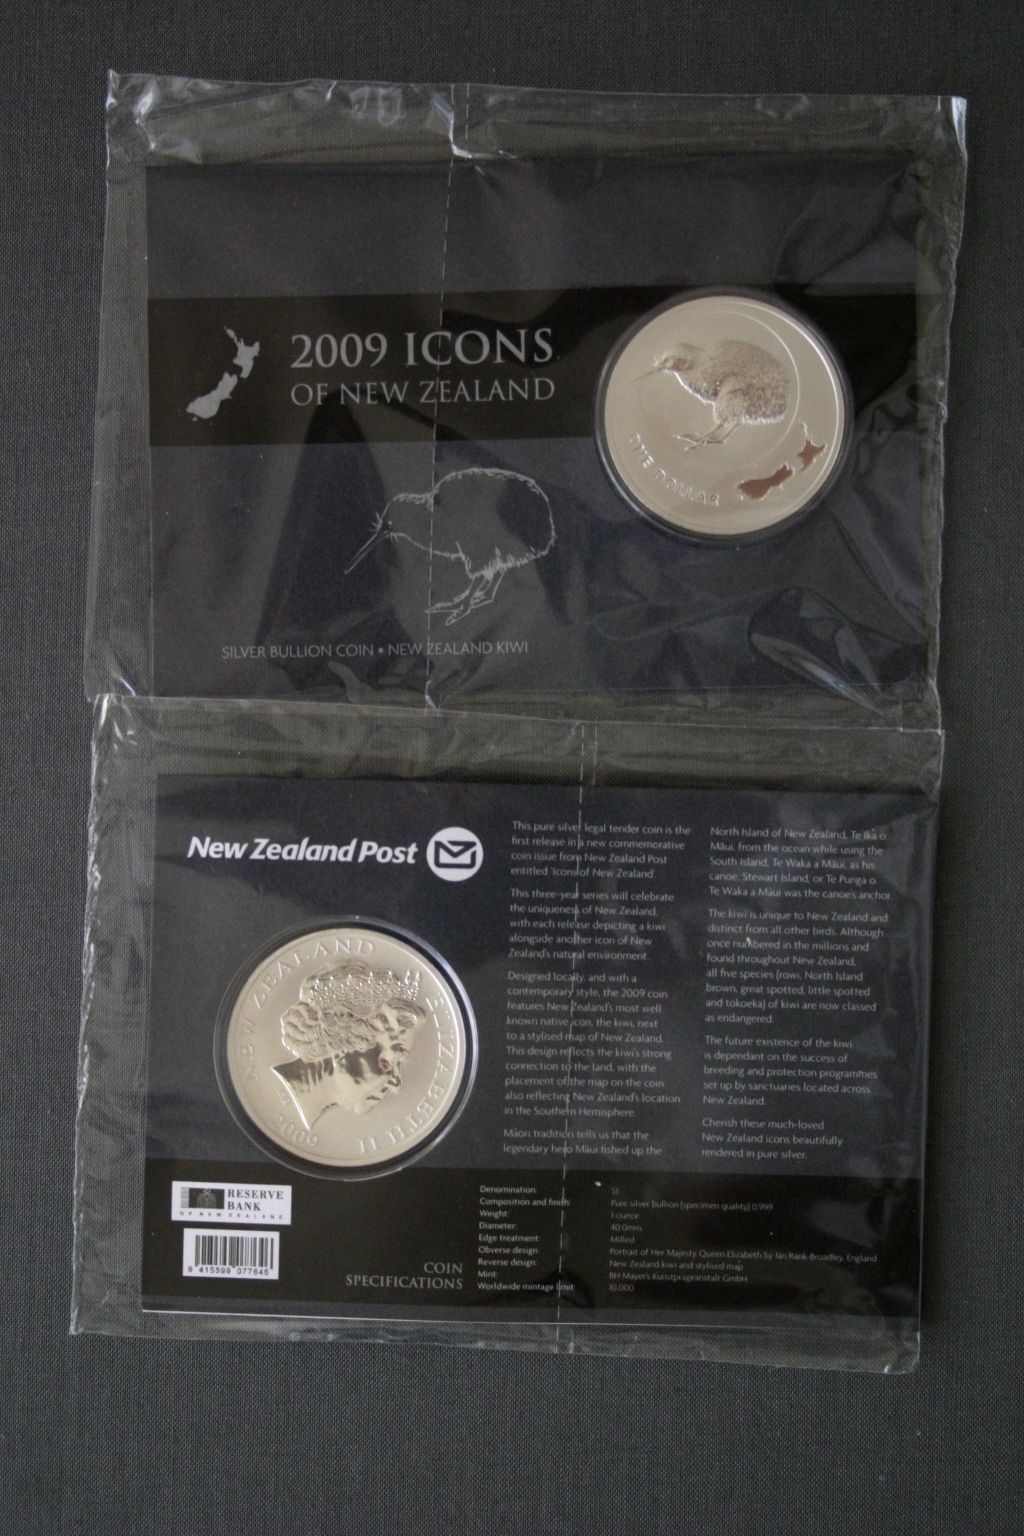 2009 ICONS
OF NEW ZEALAND
ONE DOLLAR
SILVER BULLION COIN • NEW ZEALAND KIWI
New Zealand Post
NEW ZEALAND ELIZABETH II
2009
IRB
RESERVE
BANK
OF NEW ZEALAND
9 415599 077646
COIN
SPECIFICATIONS
This pure silver legal tender coin is the
first release in a new commemorative
coin issue from New Zealand Post
entitled 'Icons of New Zealand'.
This three-year series will celebrate
the uniqueness of New Zealand,
with each release depicting a kiwi
alongside another icon of New
Zealand's natural environment.
Designed locally, and with a
contemporary style, the 2009 coin
features New Zealand's most well
known native icon, the kiwi, next
to a stylised map of New Zealand.
This design reflects the kiwi's strong
connection to the land, with the
placement of the map on the coin
also reflecting New Zealand's location
in the Southern Hemisphere.
Māori tradition tells us that the
legendary hero Māui fished up the
North Island of New Zealand, Te Ika o
Māui, from the ocean while using the
South Island, Te Waka a Māui, as his
canoe. Stewart Island, or Te Punga o
Te Waka a Māui was the canoe's anchor.
The kiwi is unique to New Zealand and
distinct from all other birds. Although
once numbered in the millions and
found throughout New Zealand,
all five species (rowi, North Island
brown, great spotted, little spotted
and tokoeka) of kiwi are now classed
as endangered.
The future existence of the kiwi
is dependant on the success of
breeding and protection programmes
set up by sanctuaries located across
New Zealand.
Cherish these much-loved
New Zealand icons beautifully
rendered in pure silver.
Denomination: $1
Composition and finish: Pure silver bullion (specimen quality) 0.999
Weight: 1 ounce
Diameter: 40.0mm
Edge treatment: Milled
Obverse design: Portrait of Her Majesty Queen Elizabeth by Ian Rank-Broadley, England
Reverse design: New Zealand kiwi and stylised map
Mint: BH Mayer's Kunstprageanstalt GmbH
Worldwide mintage limit 10,000